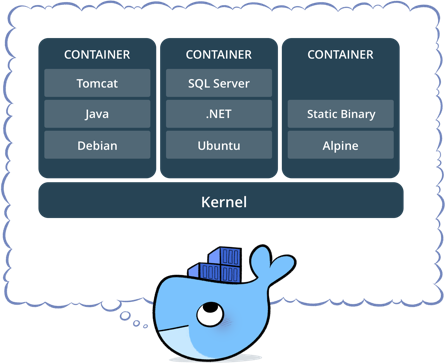 CONTAINER
Tomcat
Java
Debian
CONTAINER
SQL Server
.NET
Ubuntu
CONTAINER
Static Binary
Alpine
Kernel